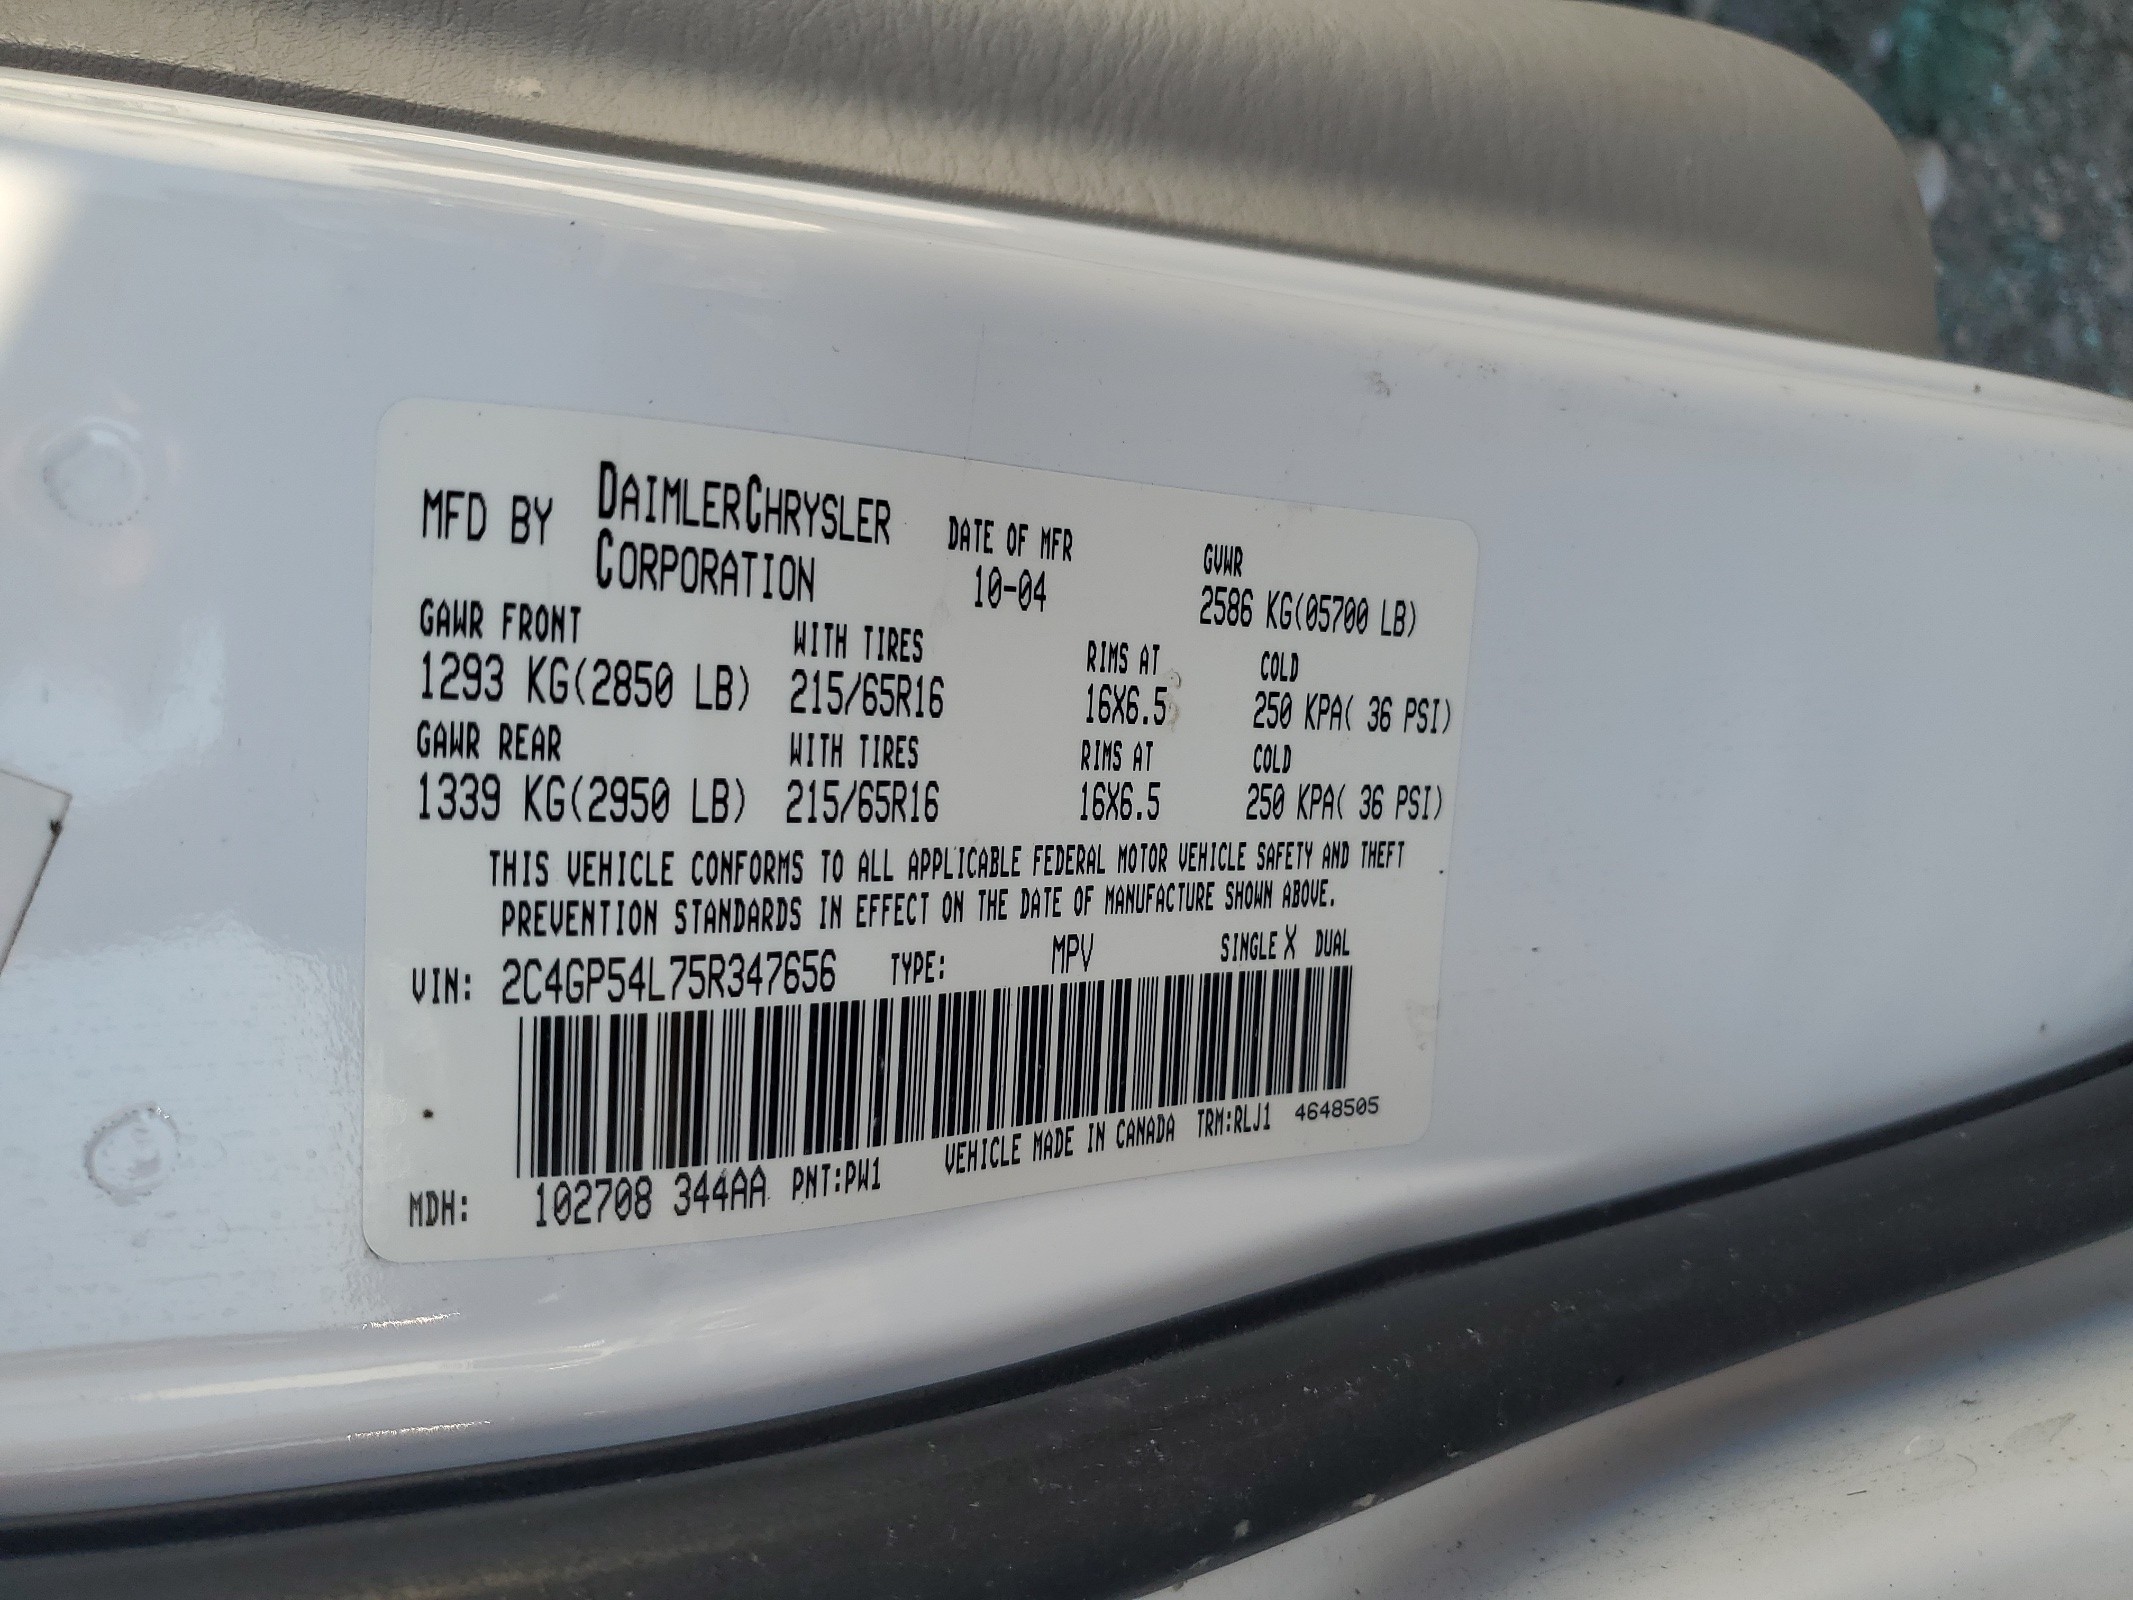 MFD BY DAIMLERCHRYSLER CORPORATION DATE OF MFR 10-04 GVWR 2586 KG(05700 LB)
GAWR FRONT WITH TIRES RIMS AT COLD
1293 KG(2850 LB) 215/65R16 16X6.5 250 KPA( 36 PSI)
GAWR REAR WITH TIRES RIMS AT COLD
1339 KG(2950 LB) 215/65R16 16X6.5 250 KPA( 36 PSI)
THIS VEHICLE CONFORMS TO ALL APPLICABLE FEDERAL MOTOR VEHICLE SAFETY AND THEFT
PREVENTION STANDARDS IN EFFECT ON THE DATE OF MANUFACTURE SHOWN ABOVE.
VIN: 2C4GP54L75R347656 TYPE: MPV SINGLE X DUAL
MDH: 102708 344AA PNT:PW1 VEHICLE MADE IN CANADA TRM:RLJ1 4648505